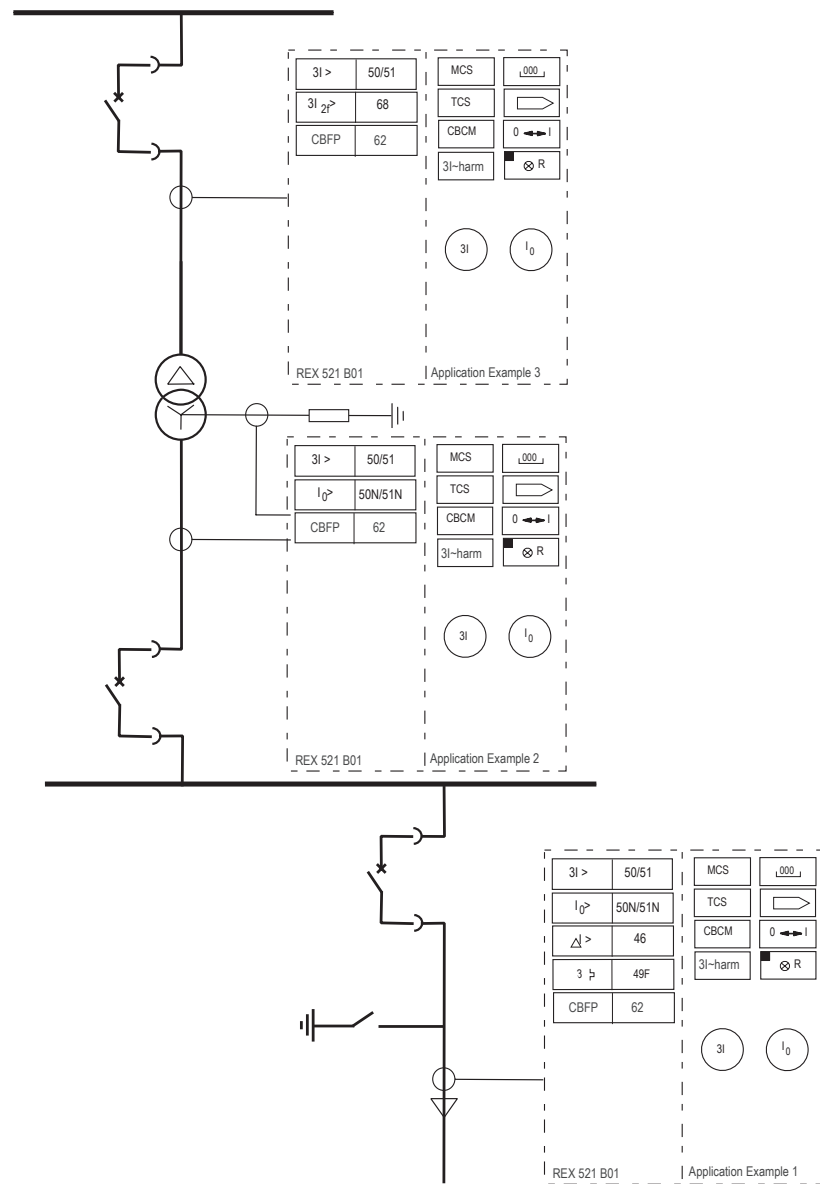 3I > 50/51 MCS 000
3I 2f> 68 TCS
CBFP 62 CBCM 0 I
3I~harm R
3I I0
REX 521 B01 Application Example 3
3I > 50/51 MCS 000
I0> 50N/51N TCS
CBFP 62 CBCM 0 I
3I~harm R
3I I0
REX 521 B01 Application Example 2
3I > 50/51 MCS 000
I0> 50N/51N TCS
ΔI > 46 CBCM 0 I
3 49F 3I~harm R
CBFP 62
3I I0
REX 521 B01 Application Example 1